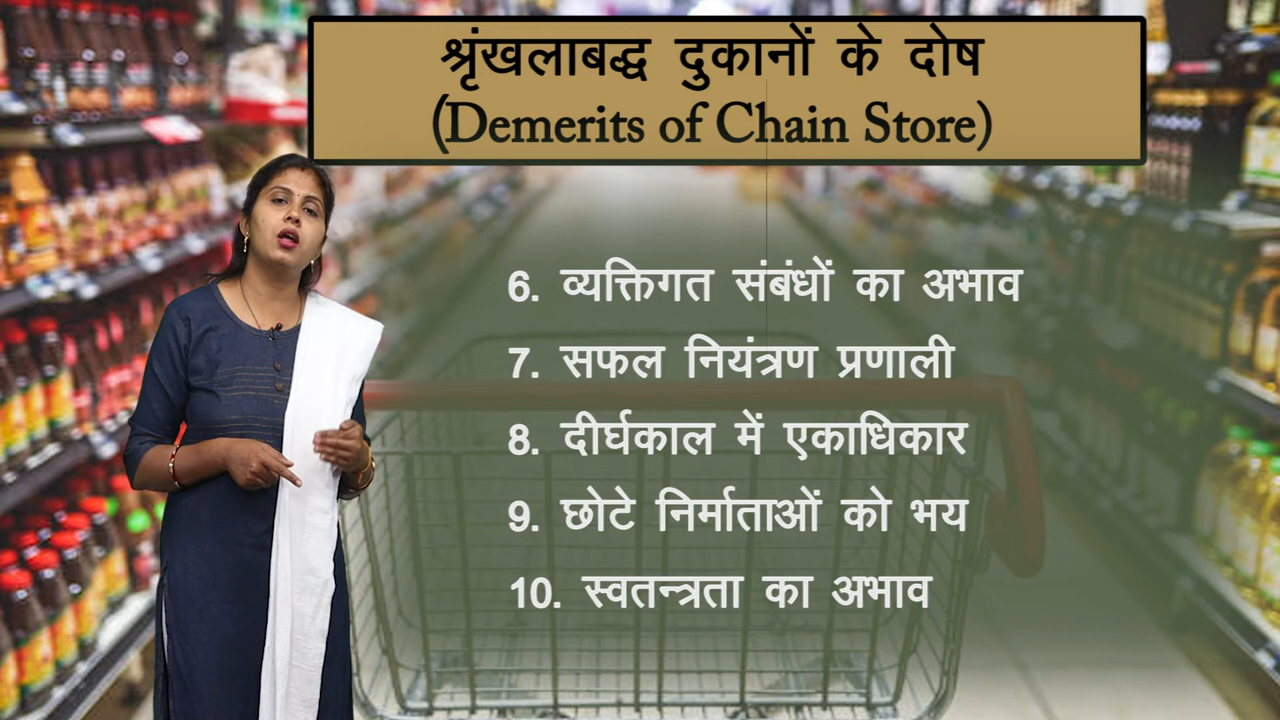 श्रृंखलाबद्ध दुकानों के दोष
(Demerits of Chain Store)
6. व्यक्तिगत संबंधों का अभाव
7. सफल नियंत्रण प्रणाली
8. दीर्घकाल में एकाधिकार
9. छोटे निर्माताओं को भय
10. स्वतन्त्रता का अभाव